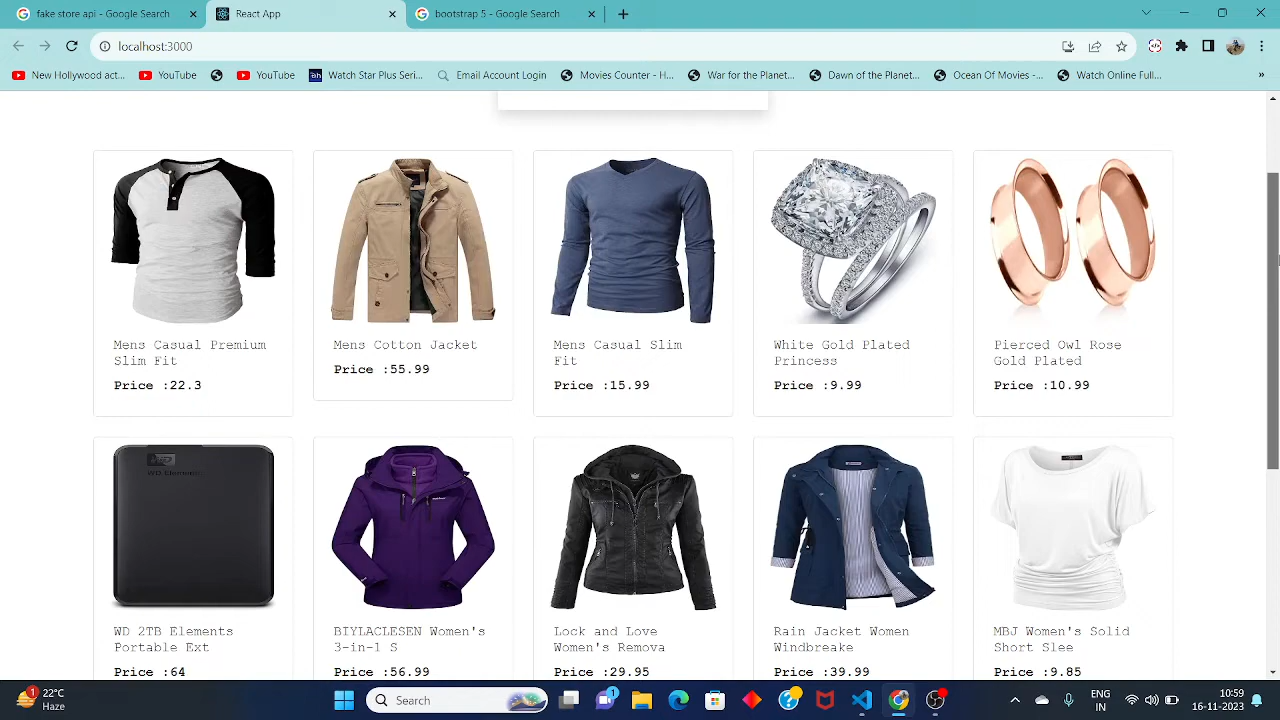 fake store api - Google Search
React App
bootstrap 5 - Google Search
localhost:3000
New Hollywood act...
YouTube
YouTube
Watch Star Plus Seri...
Email Account Login
Movies Counter - H...
War for the Planet...
Dawn of the Planet...
Ocean Of Movies -...
Watch Online Full...
Mens Casual Premium
Slim Fit
Price :22.3
Mens Cotton Jacket
Price :55.99
Mens Casual Slim
Fit
Price :15.99
White Gold Plated
Princess
Price :9.99
Pierced Owl Rose
Gold Plated
Price :10.99
WD Elements
WD 2TB Elements
Portable Ext
Price :64
BIYLACLESEN Women's
3-in-1 S
Price :56.99
Lock and Love
Women's Remova
Price :29.95
Rain Jacket Women
Windbreake
Price :39.99
MBJ Women's Solid
Short Slee
Price :9.85
1
22°C
Haze
Search
1
ENG
IN
10:59
16-11-2023